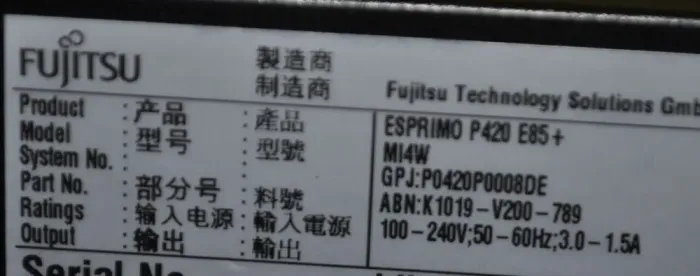 FUJITSU 製造商
制造商 Fujitsu Technology Solutions Gm
Product : 产品 : 產品 ESPRIMO P420 E85+
Model : 型号 : 型號 MI4W
System No. : GPJ:P0420P0008DE
Part No. : 部分号 : 料號 ABN:K1019-V200-789
Ratings : 输入电源 : 輸入電源 100-240V;50-60Hz;3.0-1.5A
Output : 输出 : 輸出
Serial No